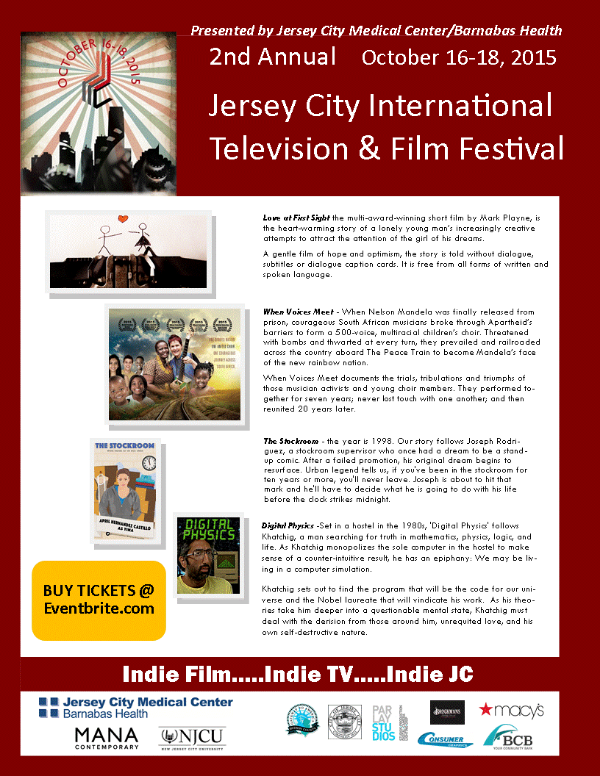 Presented by Jersey City Medical Center/Barnabas Health
2nd Annual October 16-18, 2015
OCTOBER 16-18, 2015
Jersey City International
Television & Film Festival
Love at First Sight the multi-award-winning short film by Mark Playne, is
the heart-warming story of a lonely young man's increasingly creative
attempts to attract the attention of the girl of his dreams.
A gentle film of hope and optimism, the story is told without dialogue,
subtitles or dialogue caption cards. It is free from all forms of written and
spoken language.
When Voices Meet - When Nelson Mandela was finally released from
prison, courageous South African musicians broke through Apartheid's
barriers to form a 500-voice, multiracial children's choir. Threatened
with bombs and thwarted at every turn, they prevailed and railroaded
across the country aboard The Peace Train to become Mandela's face
of the new rainbow nation.
When Voices Meet documents the trials, tribulations and triumphs of
those musician activists and young choir members. They performed to-
gether for seven years; never lost touch with one another; and then
reunited 20 years later.
THE STOCKROOM
APRIL HERNANDEZ CASTILLO
AS GINA
The Stockroom - the year is 1998. Our story follows Joseph Rodri-
guez, a stockroom supervisor who once had a dream to be a stand-
up comic. After a failed promotion, his original dream begins to
resurface. Urban legend tells us, if you've been in the stockroom for
ten years or more, you'll never leave. Joseph is about to hit that
mark and he'll have to decide what he is going to do with his life
before the clock strikes midnight.
DIGITAL
PHYSICS
Digital Physics -Set in a hostel in the 1980s, 'Digital Physics' follows
Khatchig, a man searching for truth in mathematics, physics, logic, and
life. As Khatchig monopolizes the sole computer in the hostel to make
sense of a counter-intuitive result, he has an epiphany: We may be liv-
ing in a computer simulation.
Khatchig sets out to find the program that will be the code for our uni-
verse and the Nobel laureate that will vindicate his work. As his theo-
ries take him deeper into a questionable mental state, Khatchig must
deal with the derision from those around him, unrequited love, and his
own self-destructive nature.
BUY TICKETS @
Eventbrite.com
Indie Film.....Indie TV.....Indie JC
Jersey City Medical Center
Barnabas Health
MANA
CONTEMPORARY
NJCU
NEW JERSEY CITY UNIVERSITY
PAR
LAY
STU
DIOS
macy's
CONSUMER
BCB